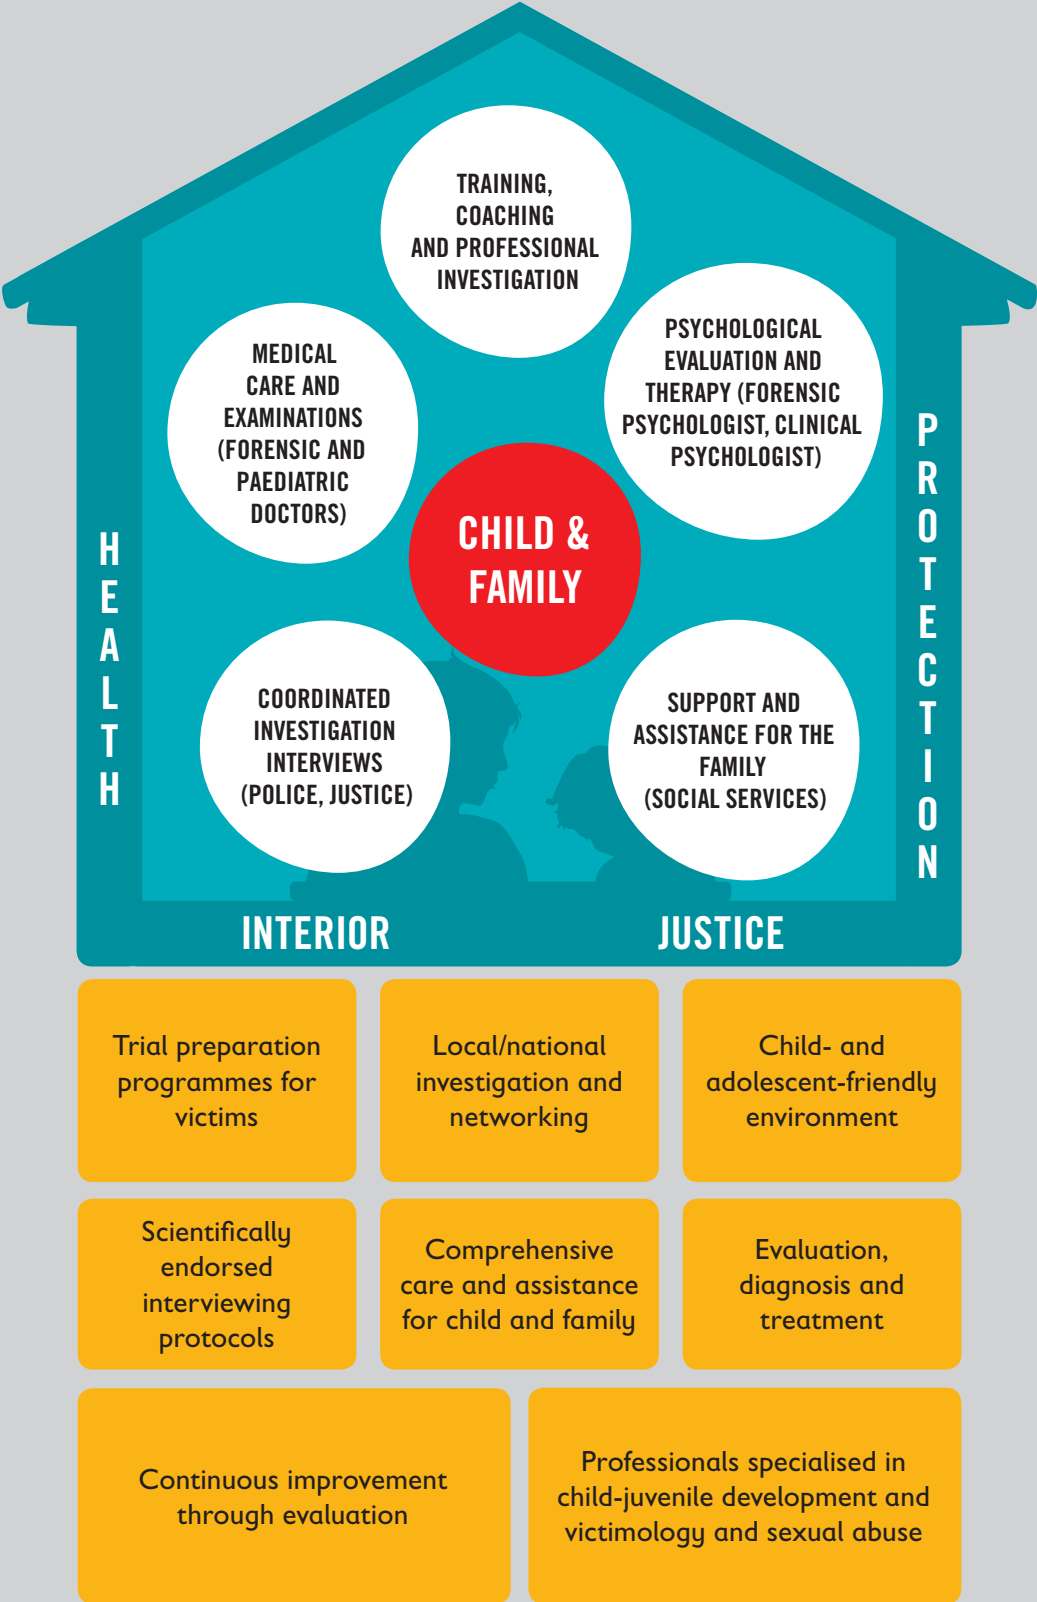 TRAINING,
COACHING
AND PROFESSIONAL
INVESTIGATION
MEDICAL
CARE AND
EXAMINATIONS
(FORENSIC AND
PAEDIATRIC
DOCTORS)
PSYCHOLOGICAL
EVALUATION AND
THERAPY (FORENSIC
PSYCHOLOGIST, CLINICAL
PSYCHOLOGIST)
CHILD &
FAMILY
HEALTH
PROTECTION
COORDINATED
INVESTIGATION
INTERVIEWS
(POLICE, JUSTICE)
SUPPORT AND
ASSISTANCE FOR THE
FAMILY
(SOCIAL SERVICES)
INTERIOR
JUSTICE
Trial preparation
programmes for
victims
Local/national
investigation and
networking
Child- and
adolescent-friendly
environment
Scientifically
endorsed
interviewing
protocols
Comprehensive
care and assistance
for child and family
Evaluation,
diagnosis and
treatment
Continuous improvement
through evaluation
Professionals specialised in
child-juvenile development and
victimology and sexual abuse